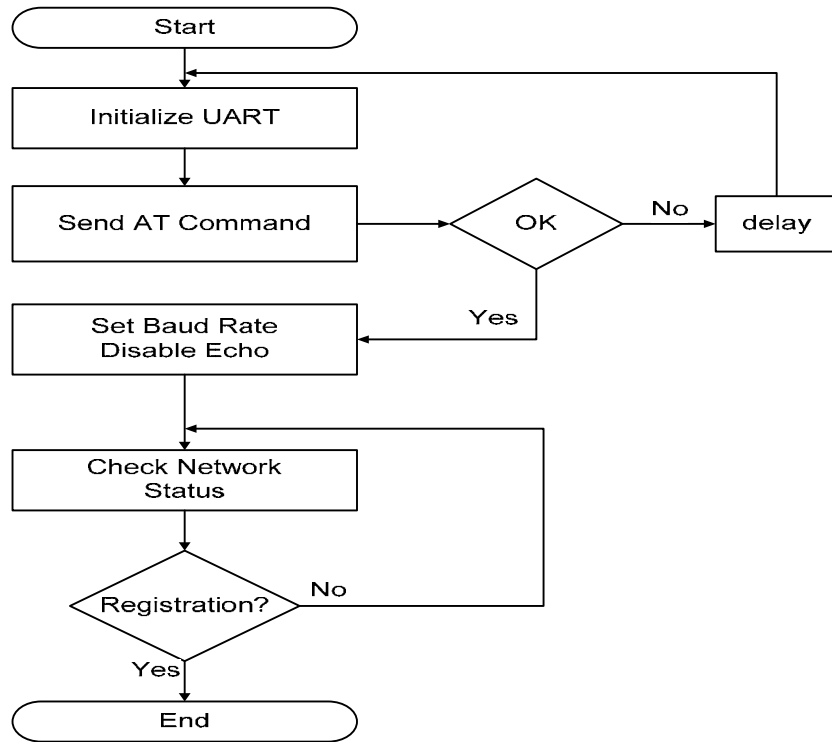 Start
Initialize UART
Send AT Command
OK
No
delay
Yes
Set Baud Rate
Disable Echo
Check Network
Status
Registration?
No
Yes
End